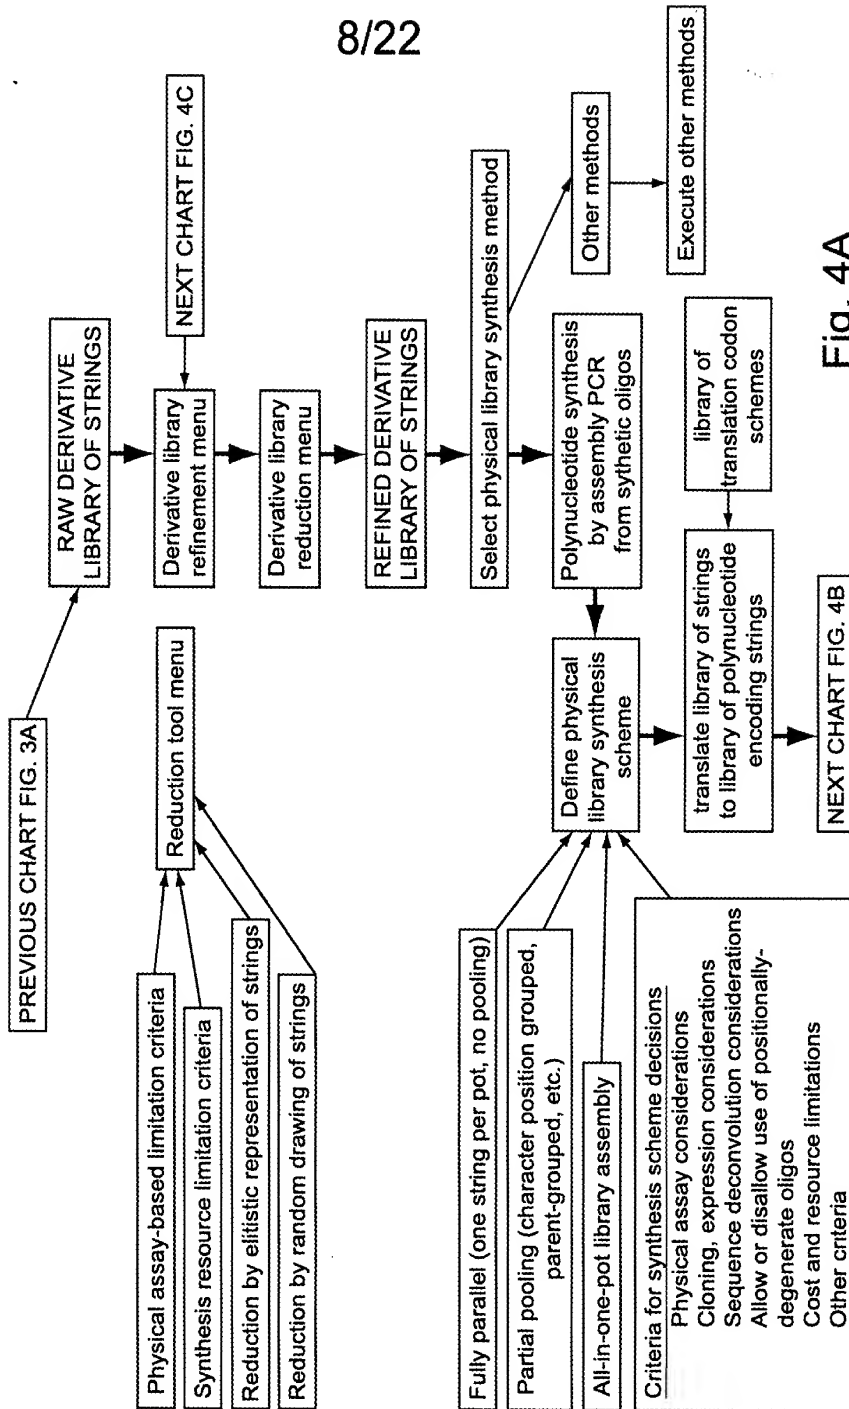 8/22
PREVIOUS CHART FIG. 3A
RAW DERIVATIVE
LIBRARY OF STRINGS
NEXT CHART FIG. 4C
Derivative library
refinement menu
Derivative library
reduction menu
Physical assay-based limitation criteria
Synthesis resource limitation criteria
Reduction by elitistic representation of strings
Reduction by random drawing of strings
Reduction tool menu
REFINED DERIVATIVE
LIBRARY OF STRINGS
Select physical library synthesis method
Other methods
Execute other methods
Polynucleotide synthesis
by assembly PCR
from sythetic oligos
Fully parallel (one string per pot, no pooling)
Partial pooling (character position grouped,
parent-grouped, etc.)
All-in-one-pot library assembly
Criteria for synthesis scheme decisions
Physical assay considerations
Cloning, expression considerations
Sequence deconvolution considerations
Allow or disallow use of positionally-
degenerate oligos
Cost and resource limitations
Other criteria
Define physical
library synthesis
scheme
library of
translation codon
schemes
translate library of strings
to library of polynucleotide
encoding strings
NEXT CHART FIG. 4B
Fig. 4A